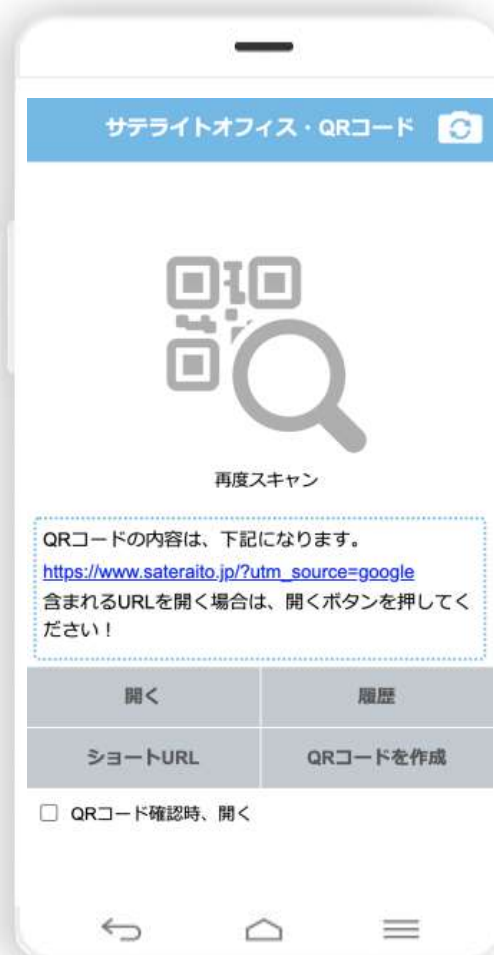 サテライトオフィス・QRコード
再度スキャン
QRコードの内容は、下記になります。
https://www.sateraito.jp/?utm_source=google
含まれるURLを開く場合は、開くボタンを押してく
ださい！
開く
履歴
ショートURL
QRコードを作成
QRコード確認時、開く